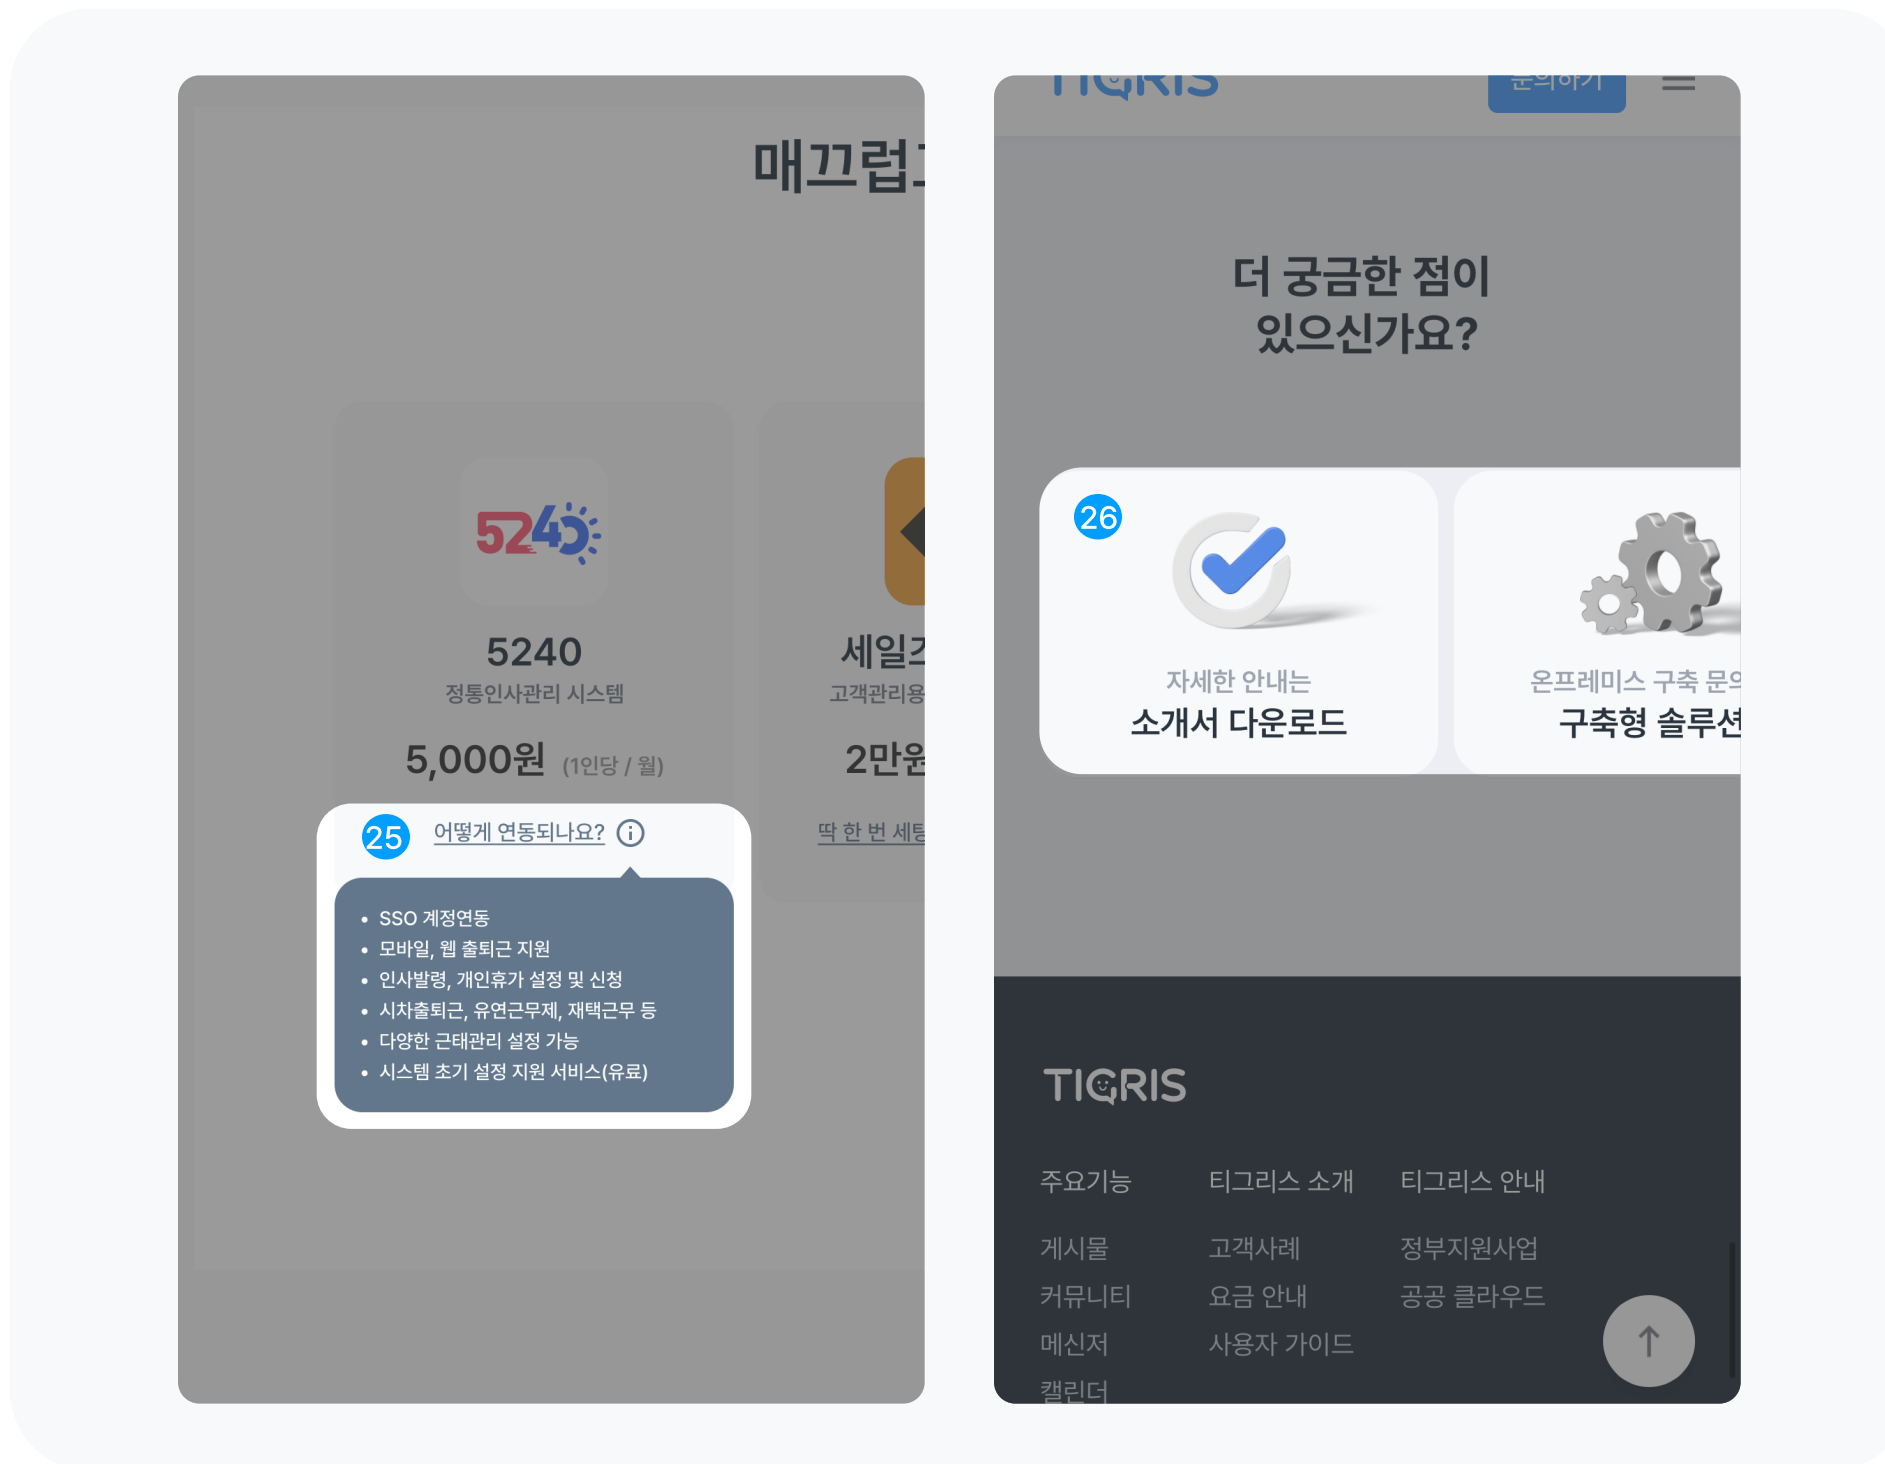 매끄럽
5240
5240
정통인사관리 시스템
5,000원 (1인당 / 월)
25
어떻게 연동되나요?
• SSO 계정연동
• 모바일, 웹 출퇴근 지원
• 인사발령, 개인휴가 설정 및 신청
• 시차출퇴근, 유연근무제, 재택근무 등
• 다양한 근태관리 설정 가능
• 시스템 초기 설정 지원 서비스(유료)
세일즈
고객관리용
2만원
딱 한 번 세팅
TIGRIS
문의하기
더 궁금한 점이
있으신가요?
26
자세한 안내는
소개서 다운로드
온프레미스 구축 문의
구축형 솔루션
TIGRIS
주요기능
게시물
커뮤니티
메신저
캘린더
티그리스 소개
고객사례
요금 안내
사용자 가이드
티그리스 안내
정부지원사업
공공 클라우드